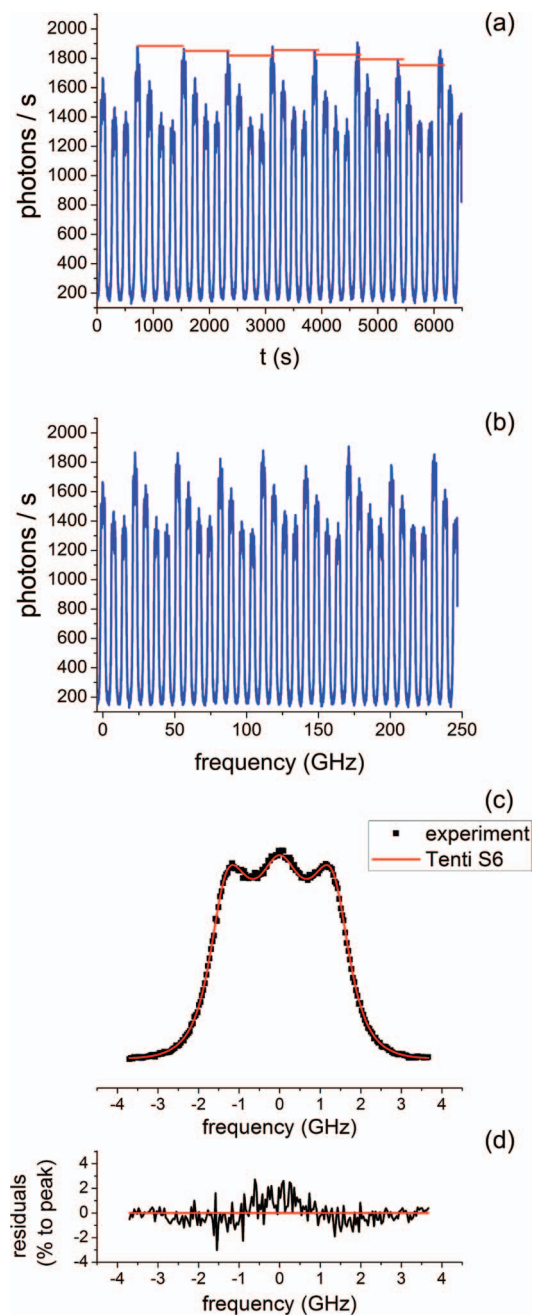 (a)
photons / s
2000
1800
1600
1400
1200
1000
800
600
400
200
0 1000 2000 3000 4000 5000 6000
t (s)
(b)
photons / s
2000
1800
1600
1400
1200
1000
800
600
400
200
0 50 100 150 200 250
frequency (GHz)
(c)
experiment
Tenti S6
-4 -3 -2 -1 0 1 2 3 4
frequency (GHz)
(d)
residuals
(% to peak)
4
2
0
-2
-4
-4 -3 -2 -1 0 1 2 3 4
frequency (GHz)